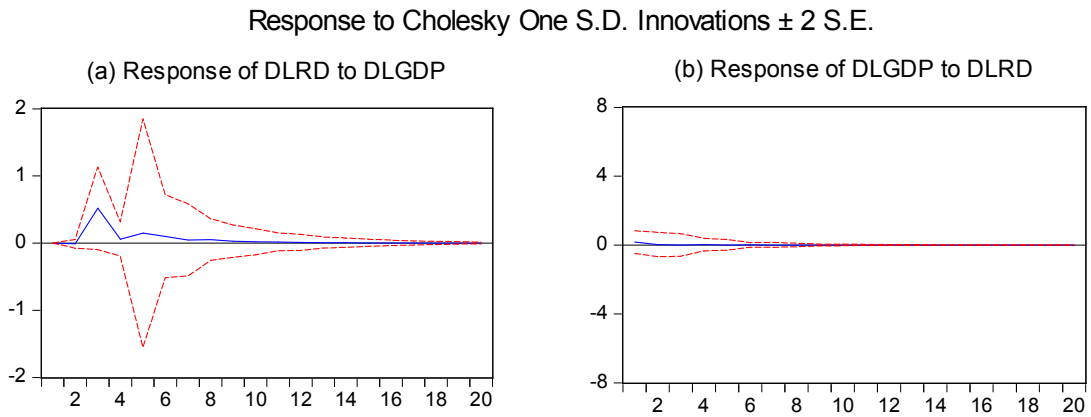 Response to Cholesky One S.D. Innovations ± 2 S.E.
(a) Response of DLRD to DLGDP
2
1
0
-1
-2
2 4 6 8 10 12 14 16 18 20
(b) Response of DLGDP to DLRD
8
4
0
-4
-8
2 4 6 8 10 12 14 16 18 20